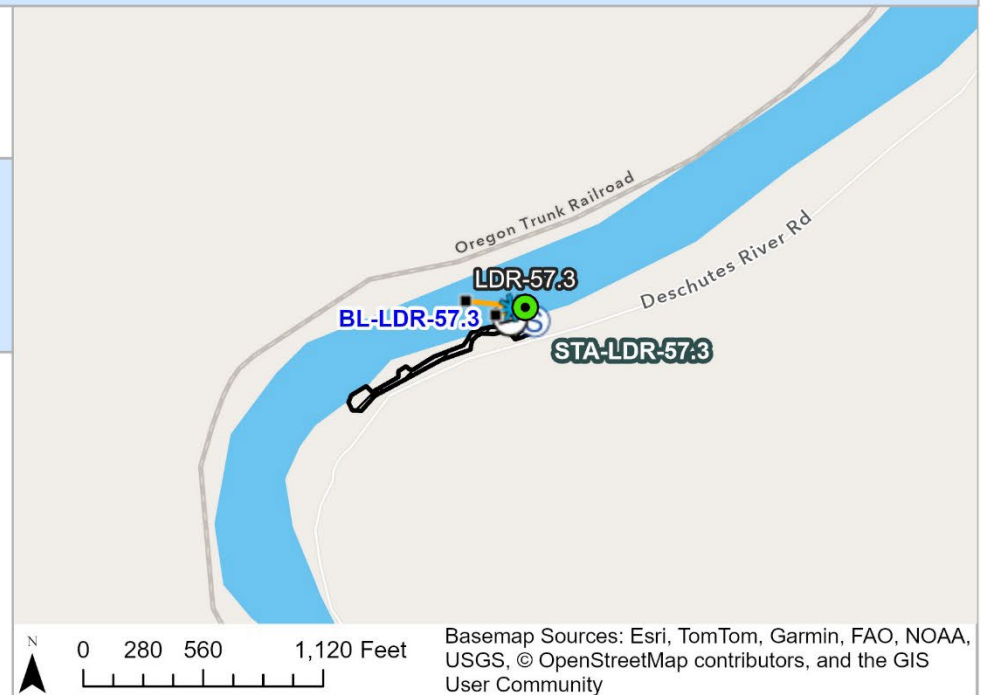 Oregon Trunk Railroad
LDR-57.3
Deschutes River Rd
BL-LDR-57.3
S
STA-LDR-57.3
N
0 280 560 1,120 Feet
Basemap Sources: Esri, TomTom, Garmin, FAO, NOAA,
USGS, © OpenStreetMap contributors, and the GIS
User Community